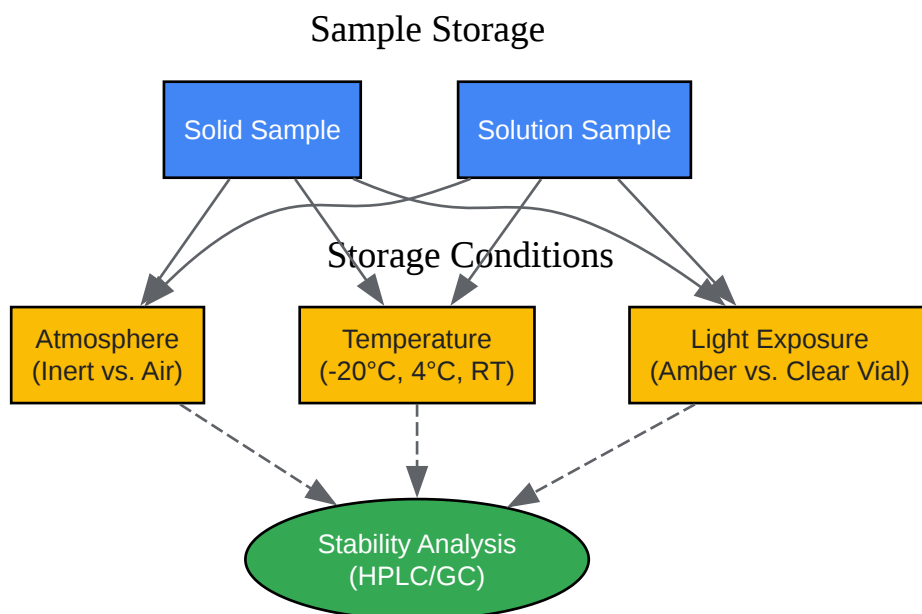 Sample Storage
Solid Sample
Solution Sample
Storage Conditions
Atmosphere
(Inert vs. Air)
Temperature
(-20°C, 4°C, RT)
Light Exposure
(Amber vs. Clear Vial)
Stability Analysis
(HPLC/GC)